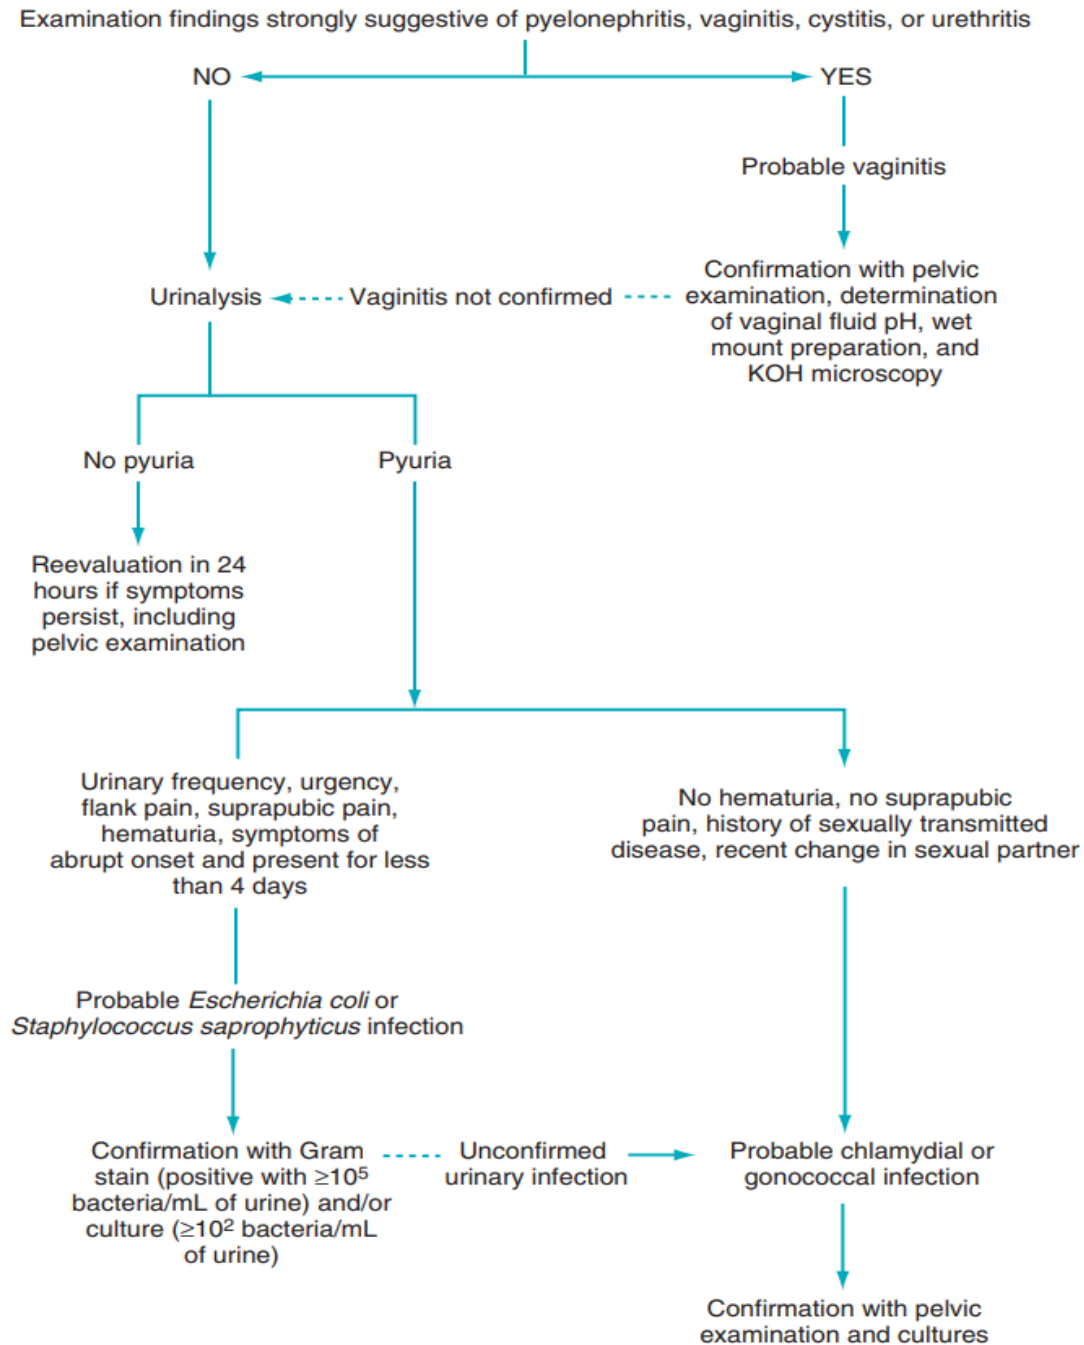 Examination findings strongly suggestive of pyelonephritis, vaginitis, cystitis, or urethritis
NO
YES
Probable vaginitis
Confirmation with pelvic
examination, determination
of vaginal fluid pH, wet
mount preparation, and
KOH microscopy
Vaginitis not confirmed
Urinalysis
No pyuria
Pyuria
Reevaluation in 24
hours if symptoms
persist, including
pelvic examination
Urinary frequency, urgency,
flank pain, suprapubic pain,
hematuria, symptoms of
abrupt onset and present for less
than 4 days
No hematuria, no suprapubic
pain, history of sexually transmitted
disease, recent change in sexual partner
Probable Escherichia coli or
Staphylococcus saprophyticus infection
Confirmation with Gram
stain (positive with ≥10⁵
bacteria/mL of urine) and/or
culture (≥10² bacteria/mL
of urine)
Unconfirmed
urinary infection
Probable chlamydial or
gonococcal infection
Confirmation with pelvic
examination and cultures